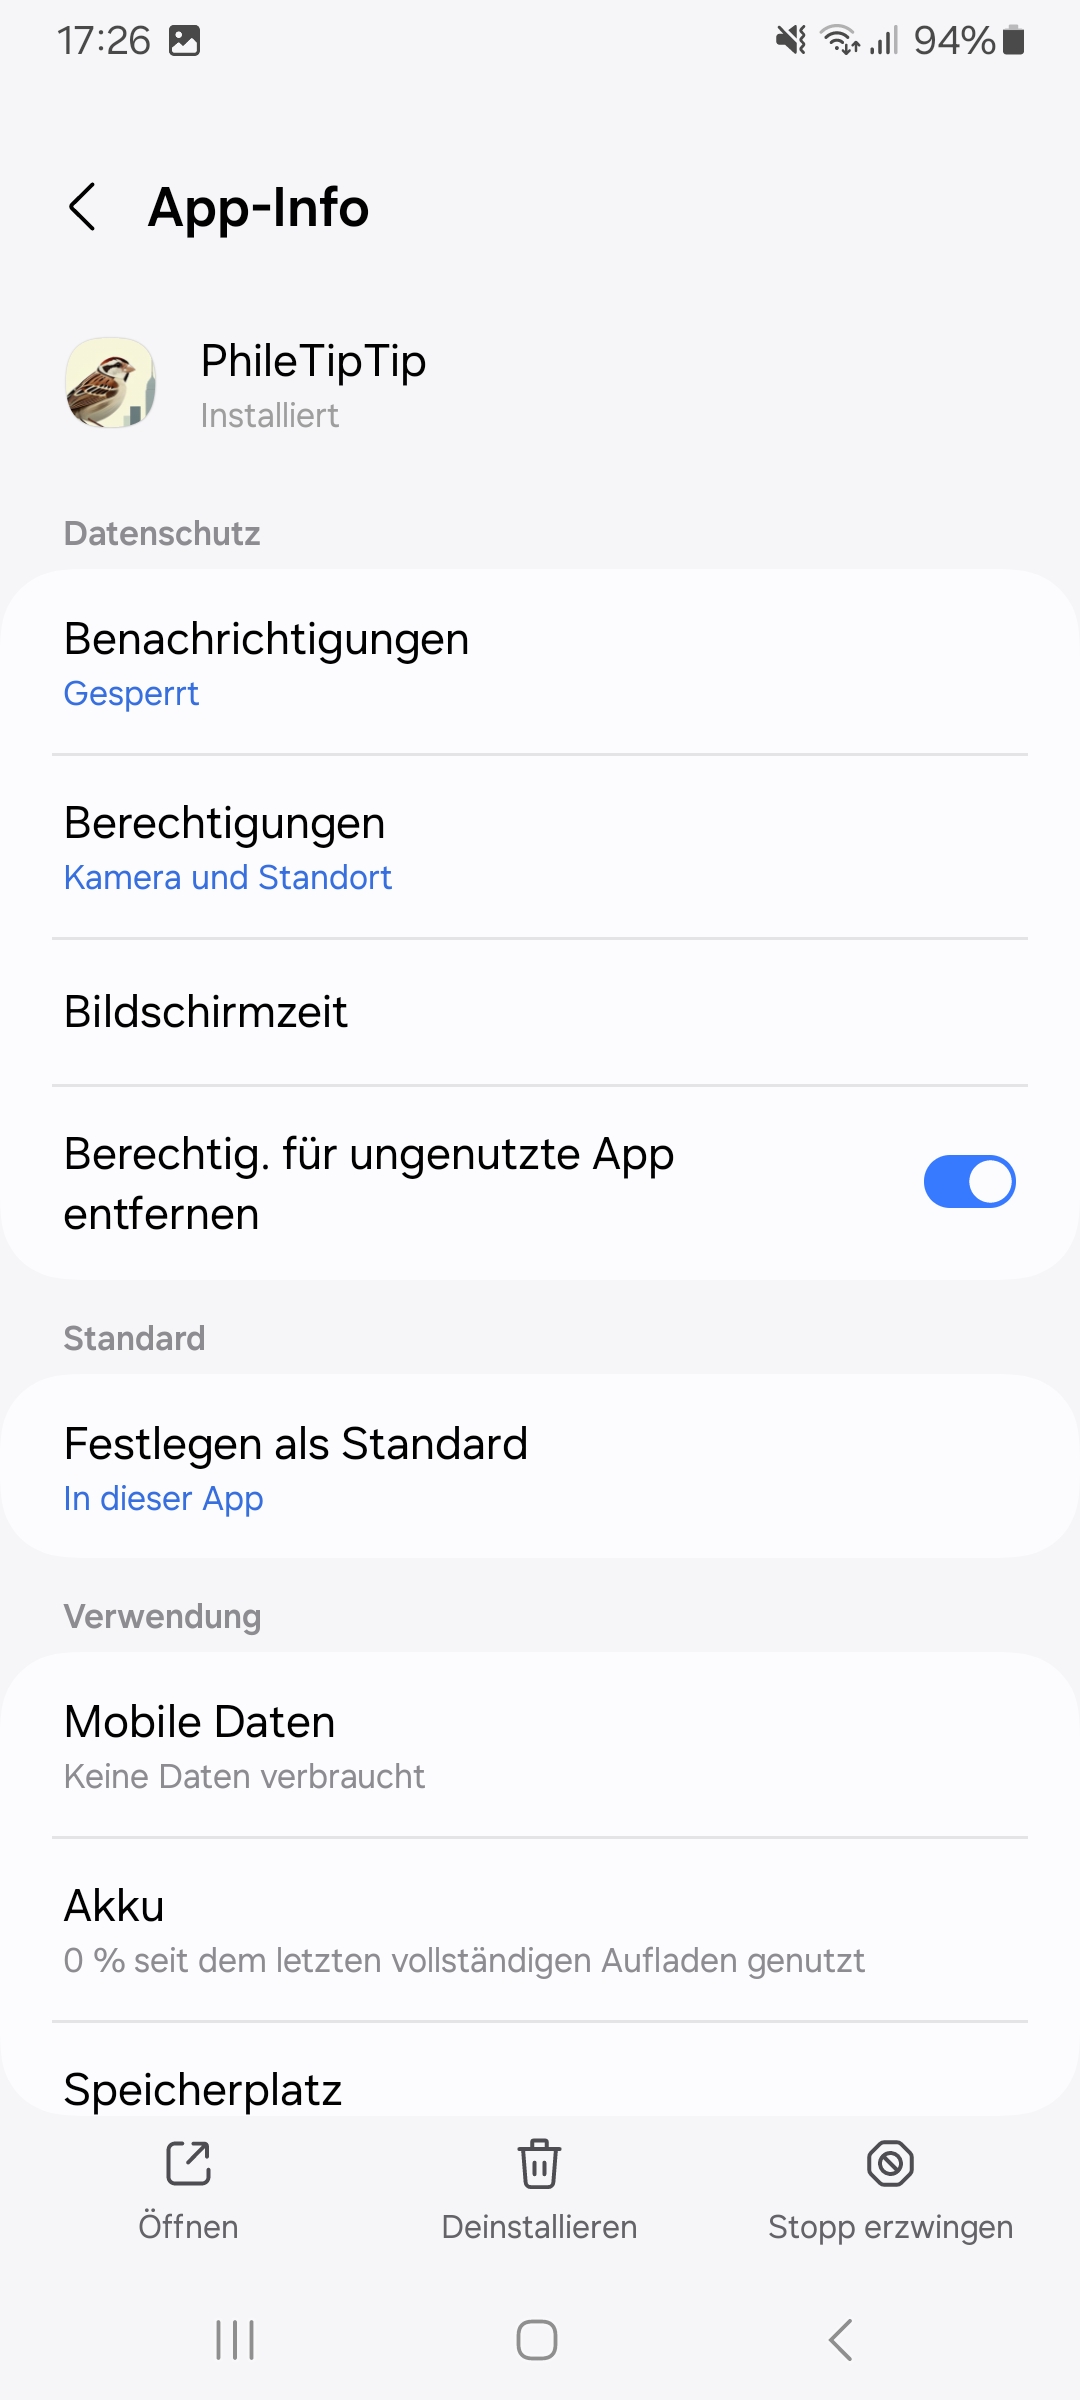 17:26
94%
App-Info
PhileTipTip
Installiert
Datenschutz
Benachrichtigungen
Gesperrt
Berechtigungen
Kamera und Standort
Bildschirmzeit
Berechtig. für ungenutzte App
entfernen
Standard
Festlegen als Standard
In dieser App
Verwendung
Mobile Daten
Keine Daten verbraucht
Akku
0 % seit dem letzten vollständigen Aufladen genutzt
Speicherplatz
Öffnen
Deinstallieren
Stopp erzwingen